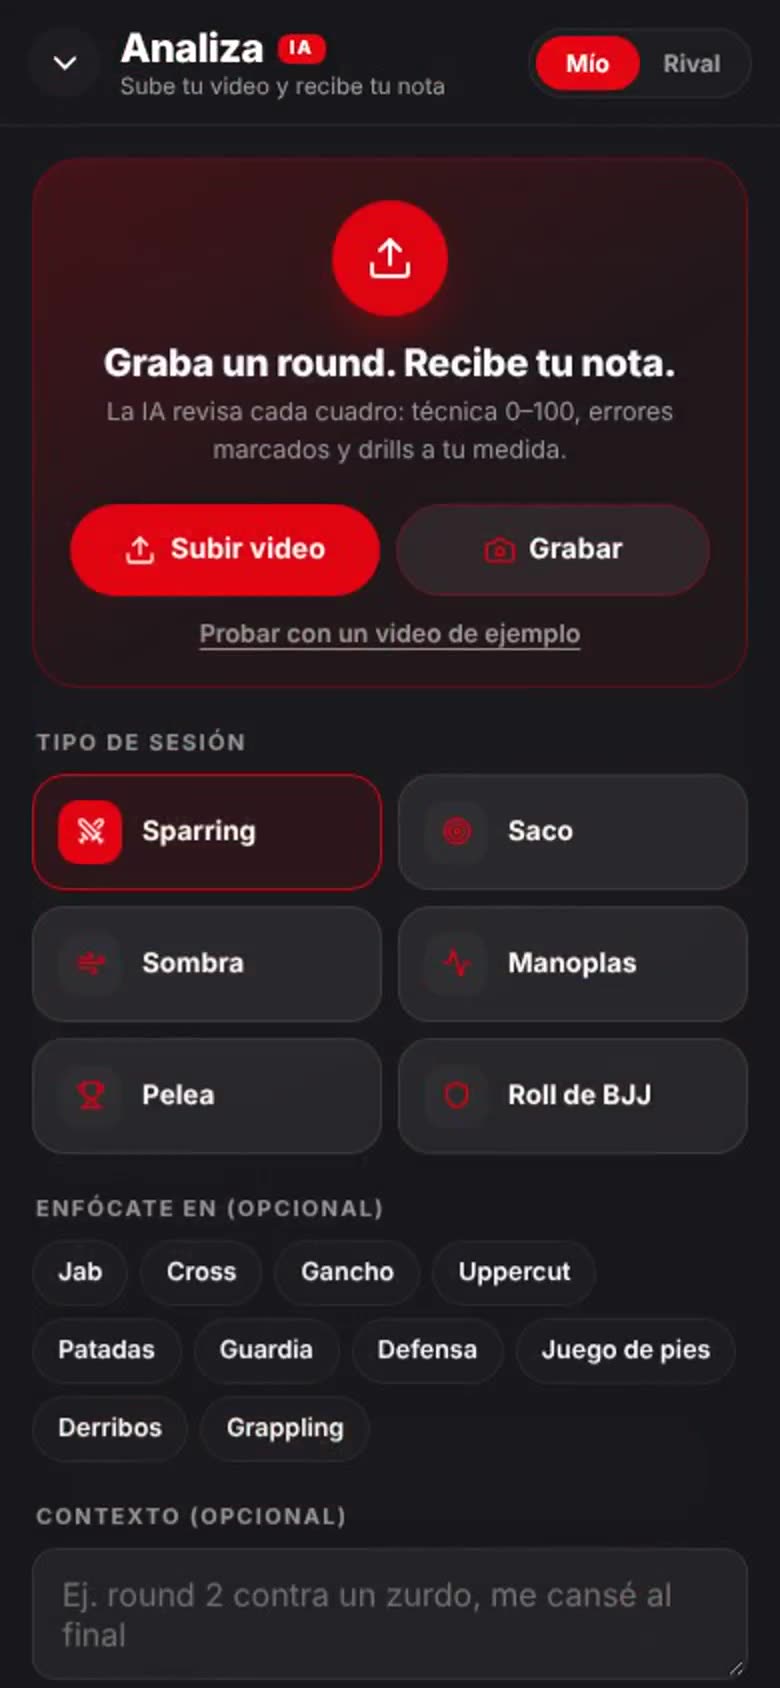 Analiza IA
Sube tu video y recibe tu nota
Mío Rival
Graba un round. Recibe tu nota.
La IA revisa cada cuadro: técnica 0–100, errores
marcados y drills a tu medida.
Subir video Grabar
Probar con un video de ejemplo
TIPO DE SESIÓN
Sparring Saco
Sombra Manoplas
Pelea Roll de BJJ
ENFÓCATE EN (OPCIONAL)
Jab Cross Gancho Uppercut
Patadas Guardia Defensa Juego de pies
Derribos Grappling
CONTEXTO (OPCIONAL)
Ej. round 2 contra un zurdo, me cansé al
final